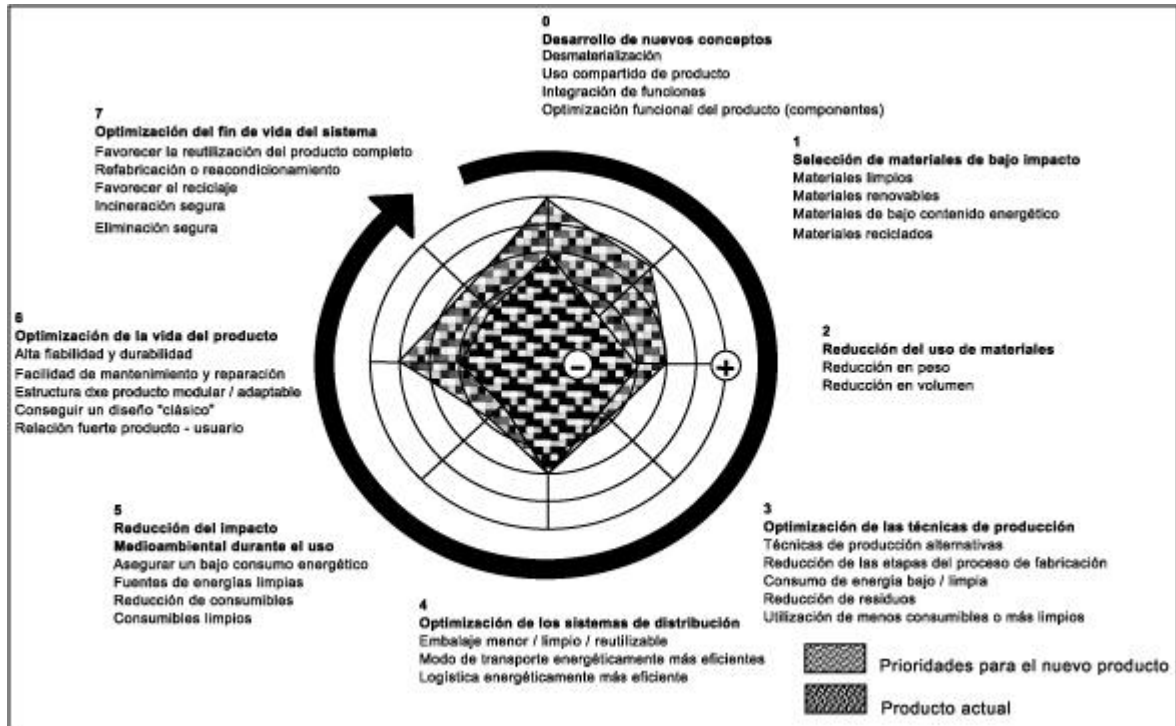 0
Desarrollo de nuevos conceptos
Desmaterialización
Uso compartido de producto
Integración de funciones
Optimización funcional del producto (componentes)
1
Selección de materiales de bajo impacto
Materiales limpios
Materiales renovables
Materiales de bajo contenido energético
Materiales reciclados
2
Reducción del uso de materiales
Reducción en peso
Reducción en volumen
3
Optimización de las técnicas de producción
Técnicas de producción alternativas
Reducción de las etapas del proceso de fabricación
Consumo de energía bajo / limpia
Reducción de residuos
Utilización de menos consumibles o más limpios
4
Optimización de los sistemas de distribución
Embalaje menor / limpio / reutilizable
Modo de transporte energéticamente más eficientes
Logística energéticamente más eficiente
5
Reducción del impacto
Medioambiental durante el uso
Asegurar un bajo consumo energético
Fuentes de energías limpias
Reducción de consumibles
Consumibles limpios
6
Optimización de la vida del producto
Alta fiabilidad y durabilidad
Facilidad de mantenimiento y reparación
Estructura dxe producto modular / adaptable
Conseguir un diseño "clásico"
Relación fuerte producto - usuario
7
Optimización del fin de vida del sistema
Favorecer la reutilización del producto completo
Refabricación o reacondicionamiento
Favorecer el reciclaje
Incineración segura
Eliminación segura
-
+
Prioridades para el nuevo producto
Producto actual